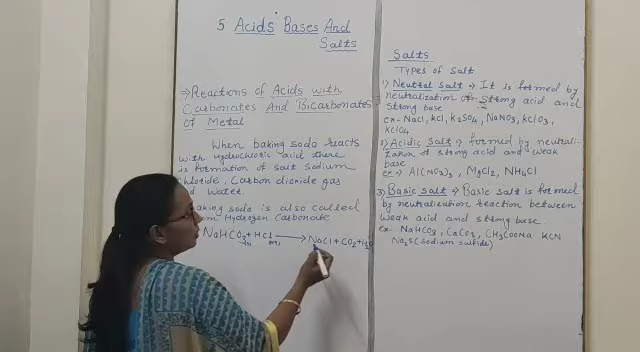 5 Acids Bases And
Salts
⇒Reactions of Acids with
Carbonates And Bicarbonates
of Metal
When baking soda reacts
with Hydrochloric acid there
is formation of salt sodium
chloride, Carbon dioxide gas
and water.
Baking soda is also called
Hydrogen Carbonate
NaHCO3 + HCl → NaCl + CO2 + H2O
Salts
Types of Salt
1) Neutral salt → It is formed by
neutralization of strong acid and
strong base
ex- NaCl, KCl, K2SO4, NaNO3, KClO3,
KClO4
2) Acidic salt → formed by neutrali-
zation of strong acid and weak
base
ex → Al(NO3)3, MgCl2, NH4Cl
3) Basic salt → Basic salt is formed
by neutralization reaction between
weak acid and strong base
ex- NaHCO3, CaCO3, CH3COONa KCN
Na2S (Sodium sulfide)